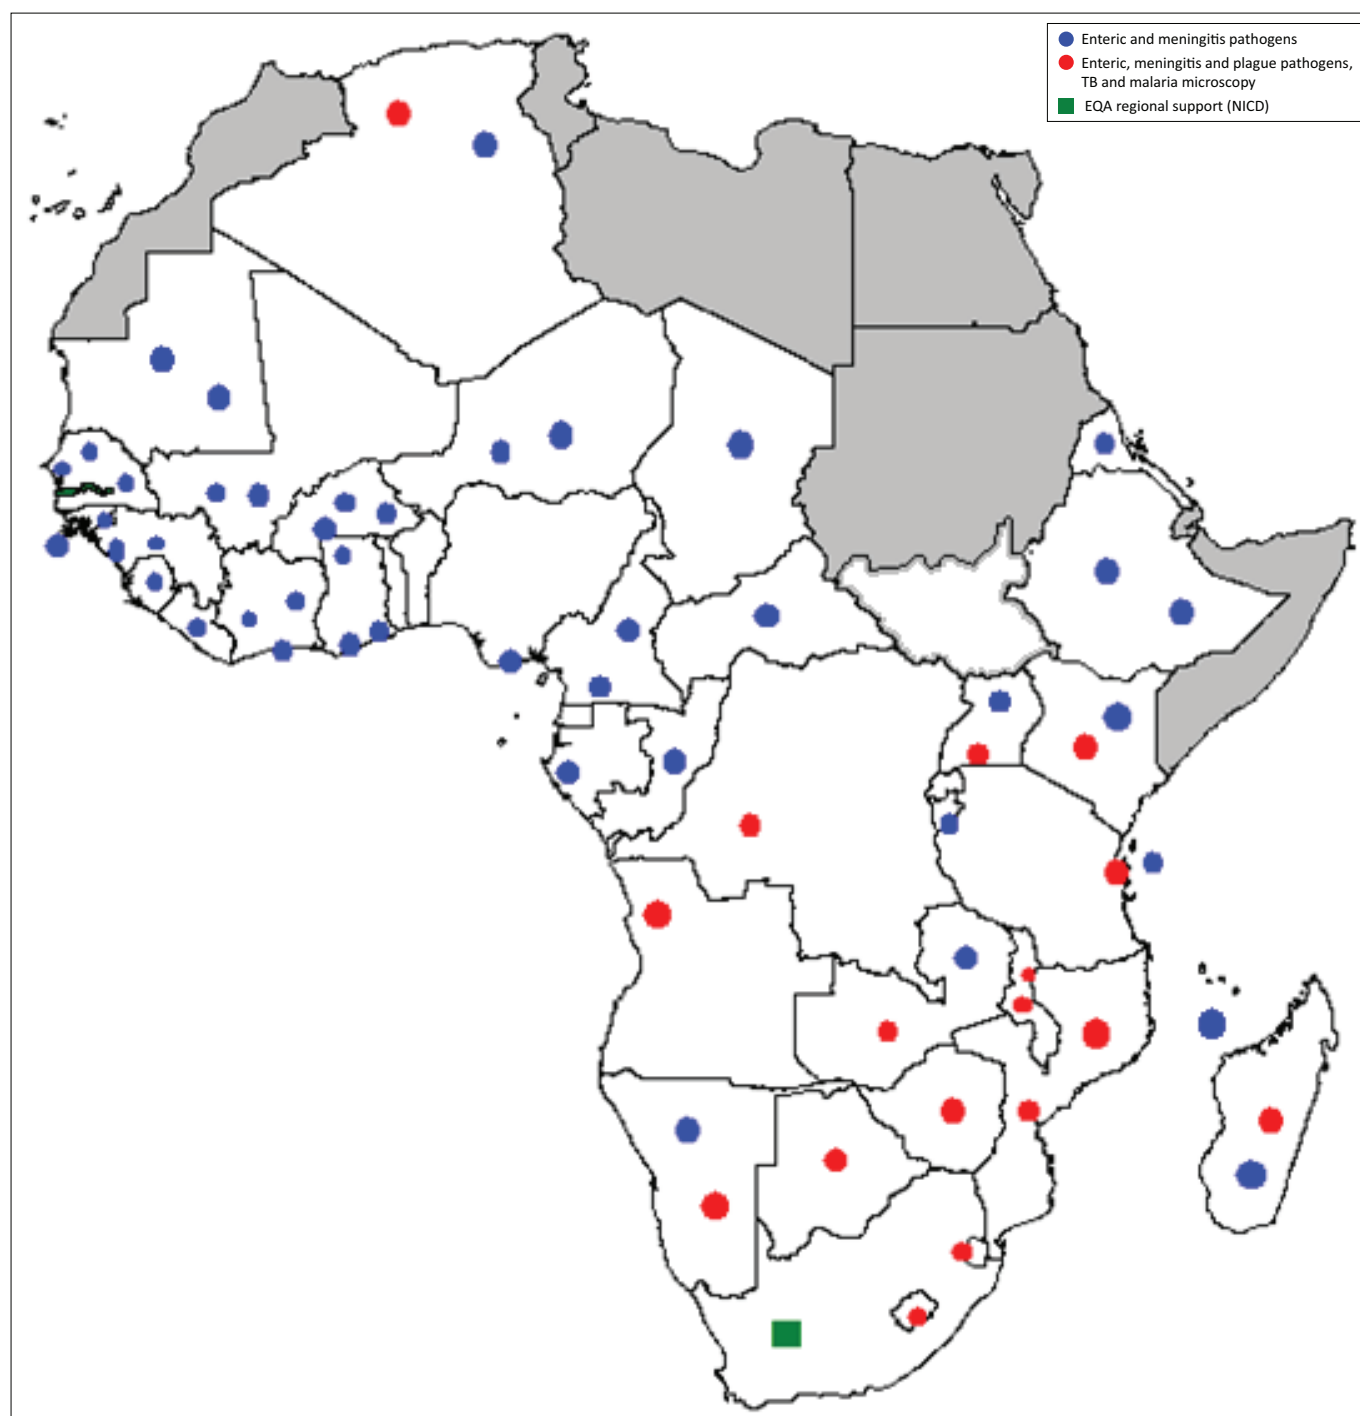 Enteric and meningitis pathogens
Enteric, meningitis and plague pathogens,
TB and malaria microscopy
EQA regional support (NICD)